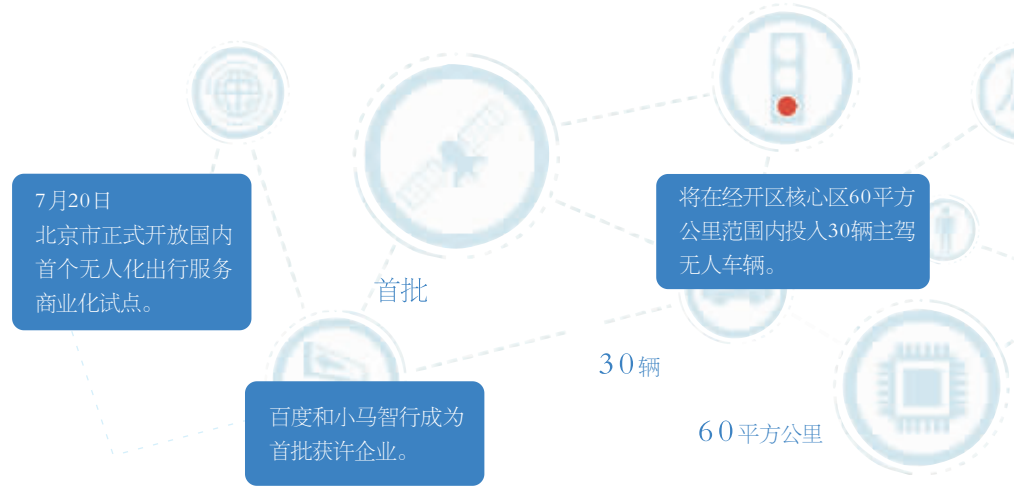 7月20日
北京市正式开放国内
首个无人化出行服务
商业化试点。
首批
百度和小马智行成为
首批获许企业。
将在经开区核心区60平方
公里范围内投入30辆主驾
无人车辆。
30辆
60平方公里